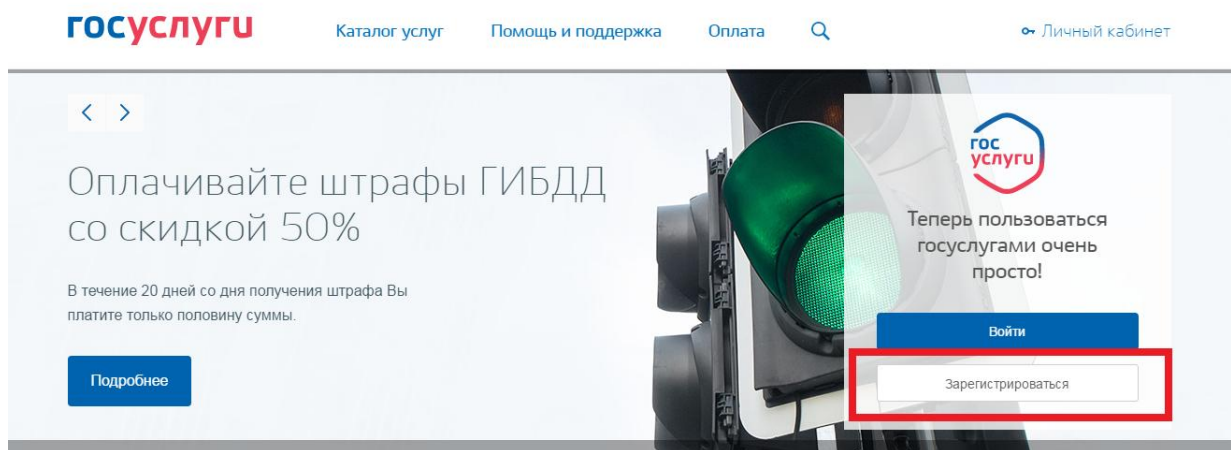 госуслуги
Каталог услуг
Помощь и поддержка
Оплата
Личный кабинет
Оплачивайте штрафы ГИБДД
со скидкой 50%
В течение 20 дней со дня получения штрафа Вы
платите только половину суммы.
Подробнее
гос
услуги
Теперь пользоваться
госуслугами очень
просто!
Войти
Зарегистрироваться